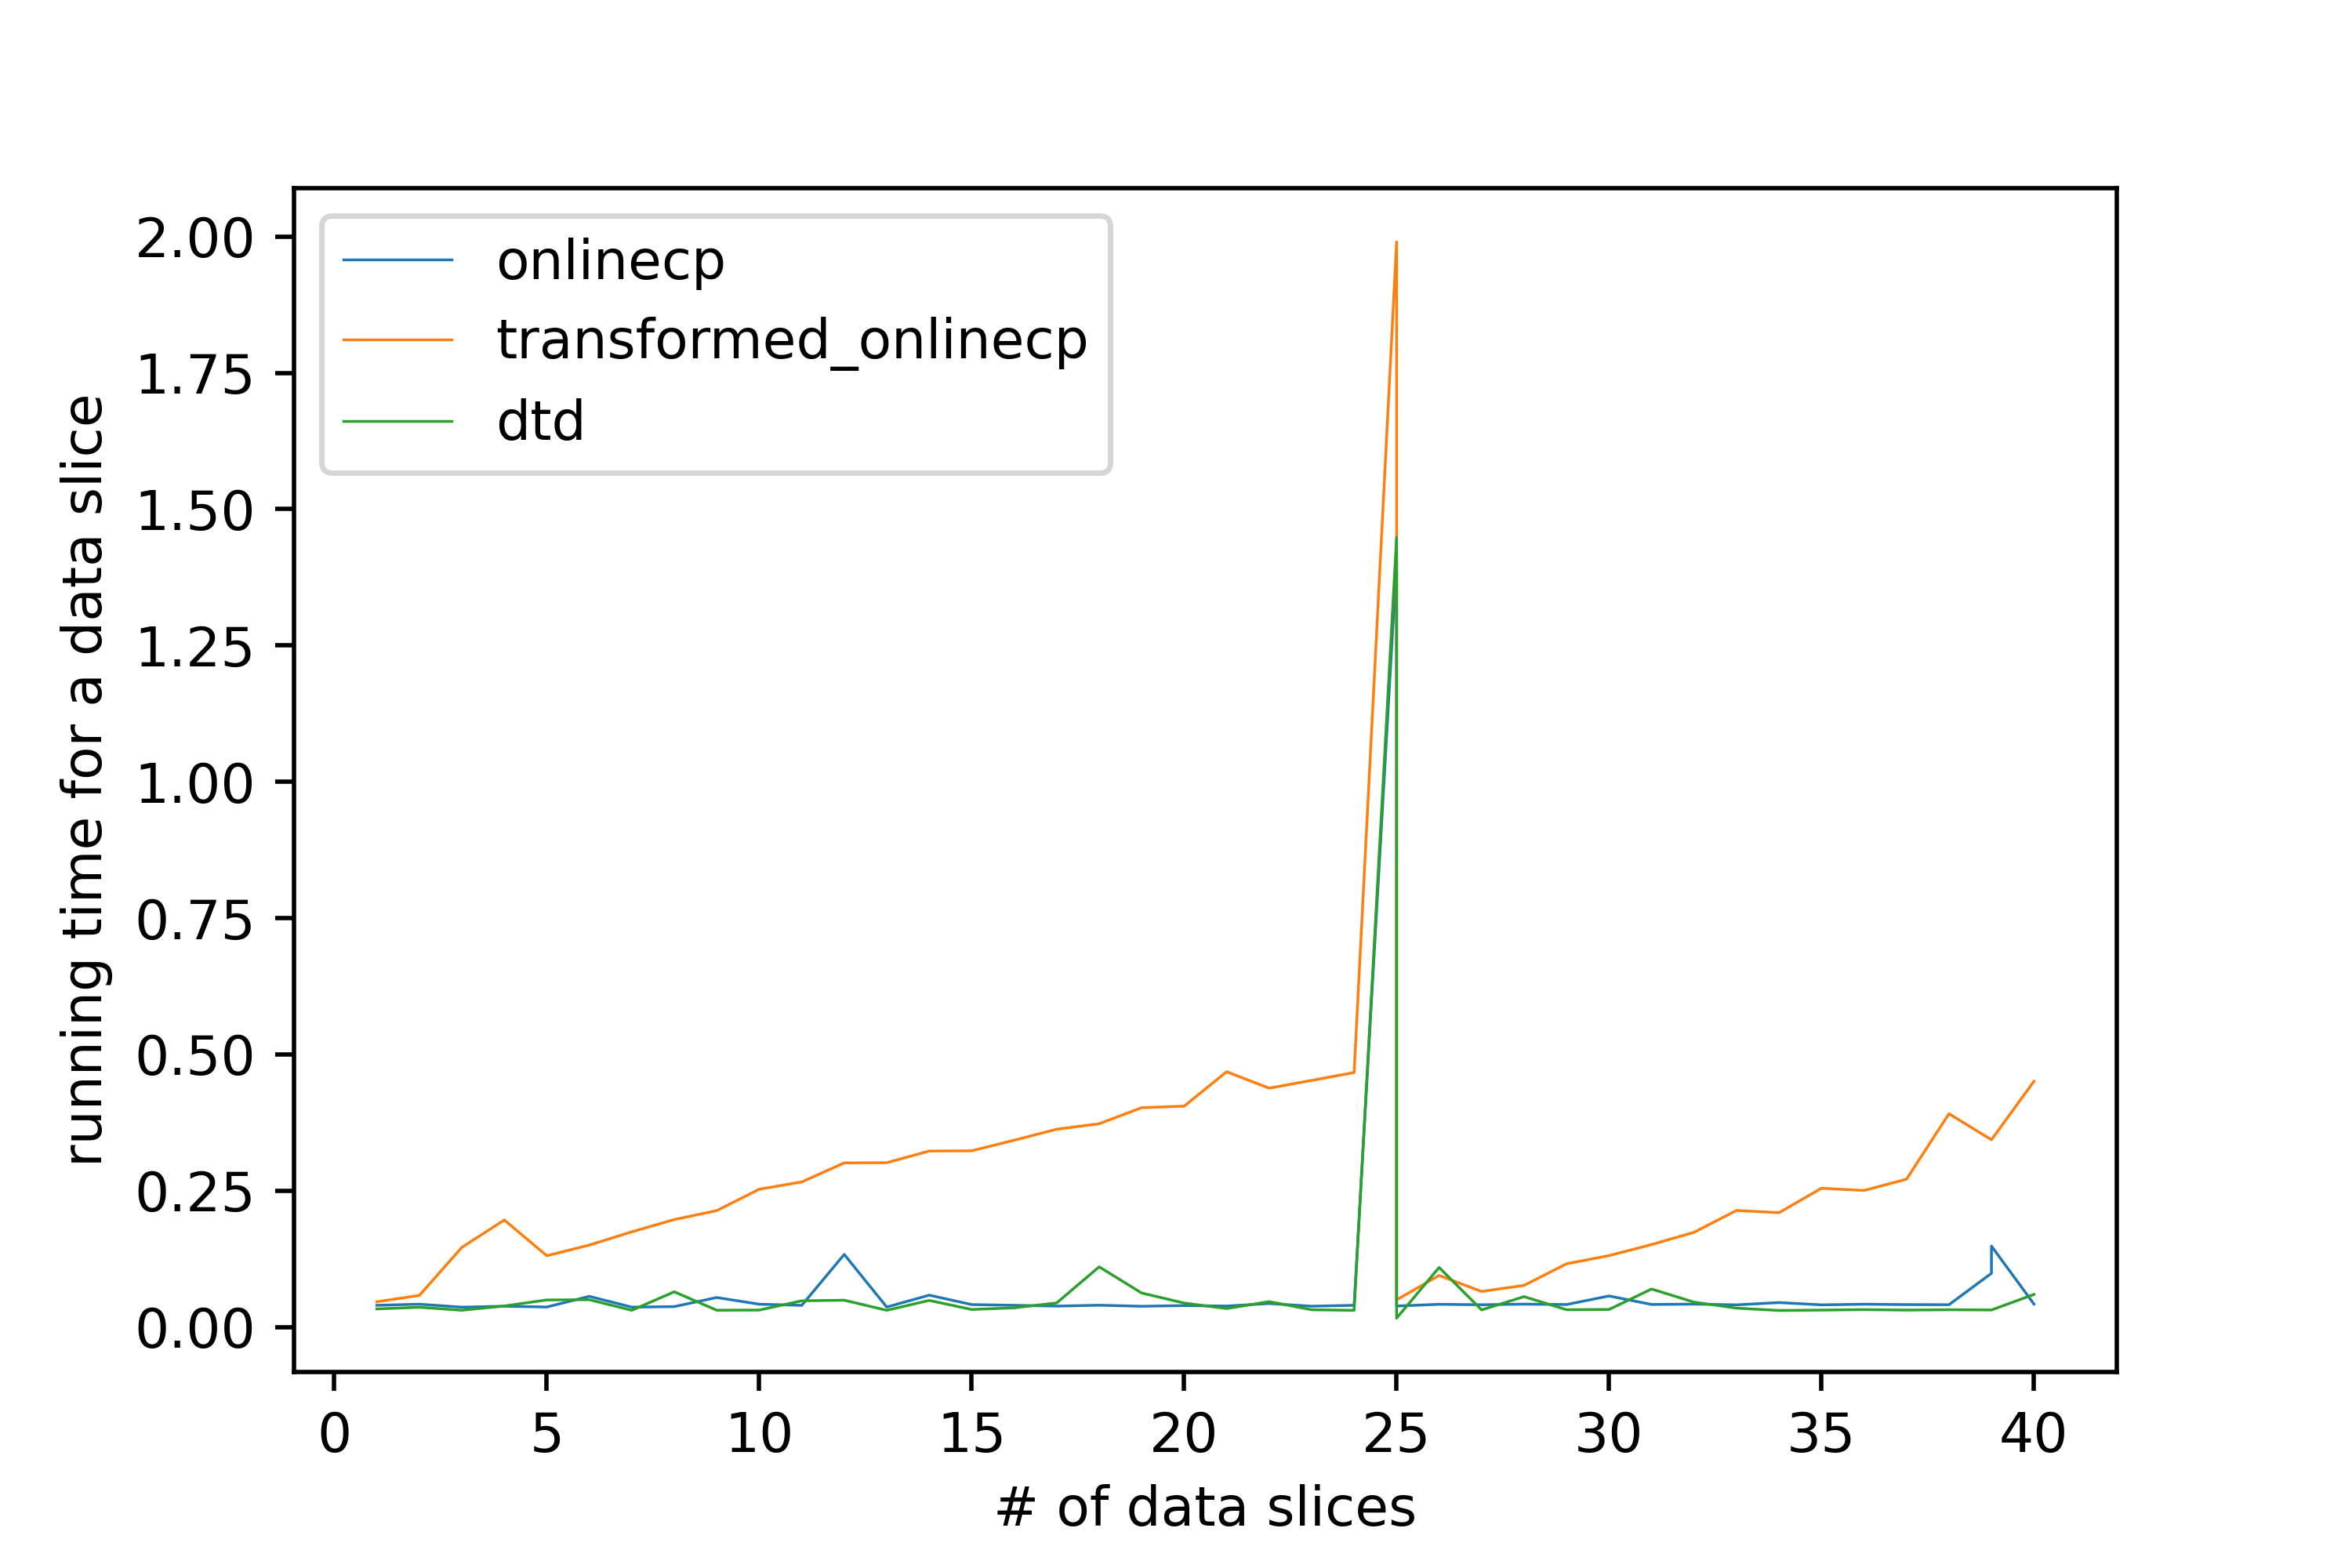 onlinecp
transformed_onlinecp
dtd
2.00
1.75
1.50
1.25
1.00
0.75
0.50
0.25
0.00
running time for a data slice
0 5 10 15 20 25 30 35 40
# of data slices